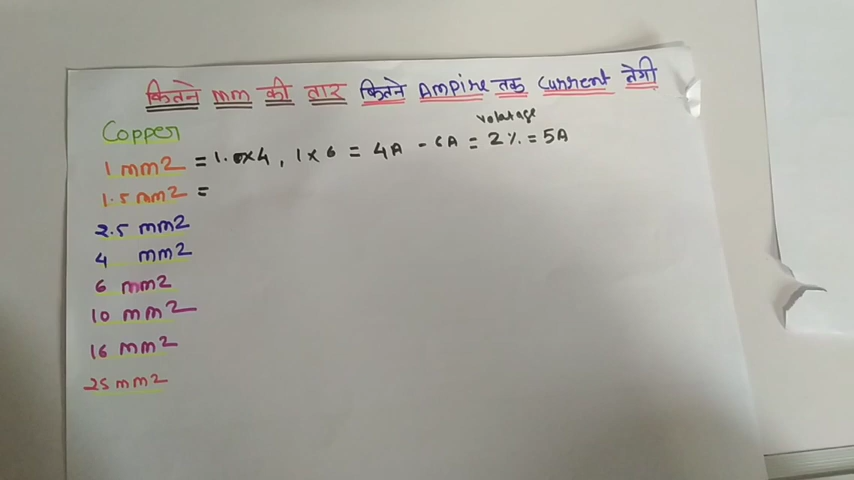 कितने mm की तार कितने Ampire तक Current लेगी
Copper
volatage
1 mm2 = 1.0x4 , 1x6 = 4A - 6A = 2% = 5A
1.5 mm2 =
2.5 mm2
4 mm2
6 mm2
10 mm2
16 mm2
25 mm2